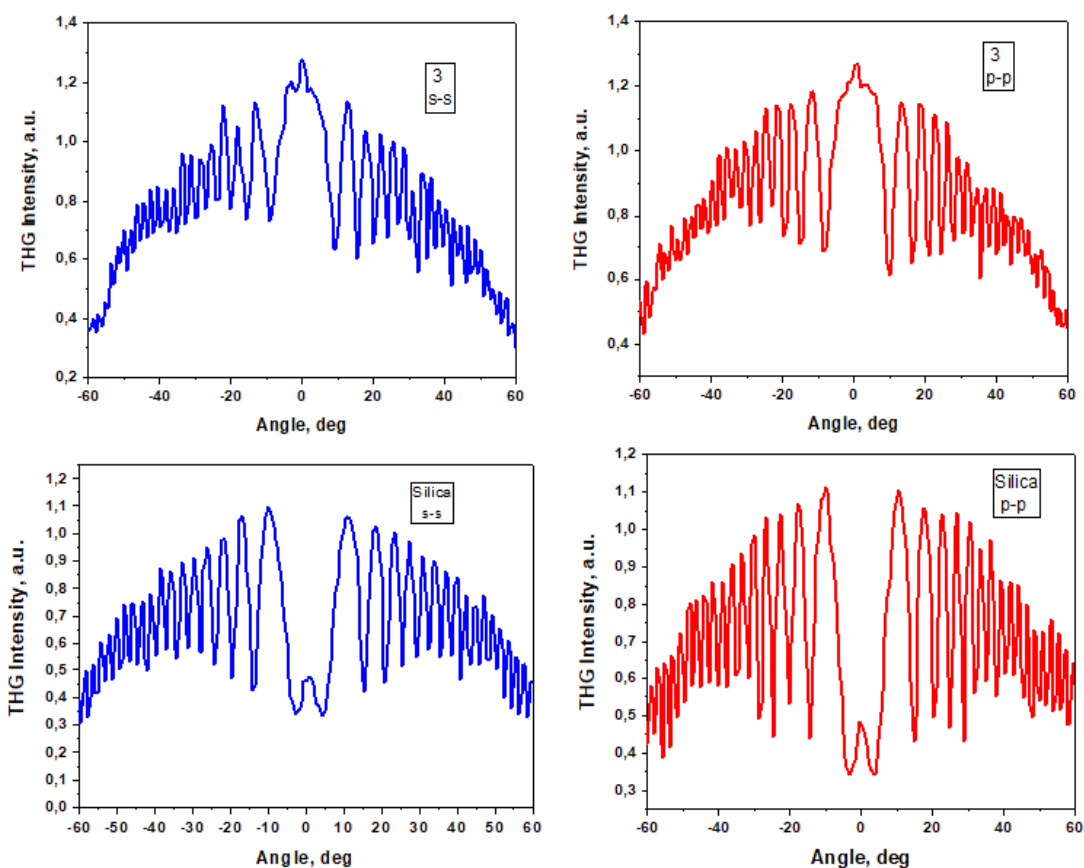 1,4
1,2
1,0
0,8
0,6
0,4
0,2
THG Intensity, a.u.
3
s-s
-60 -40 -20 0 20 40 60
Angle, deg
1,4
1,2
1,0
0,8
0,6
0,4
THG Intensity, a.u.
3
p-p
-60 -40 -20 0 20 40 60
Angle, deg
1,2
1,1
1,0
0,9
0,8
0,7
0,6
0,5
0,4
0,3
0,2
0,1
0,0
THG Intensity, a.u.
Silica
s-s
-60 -50 -40 -30 -20 -10 0 10 20 30 40 50 60
Angle, deg
1,2
1,1
1,0
0,9
0,8
0,7
0,6
0,5
0,4
0,3
THG Intensity, a.u.
Silica
p-p
-60 -40 -20 0 20 40 60
Angle, deg